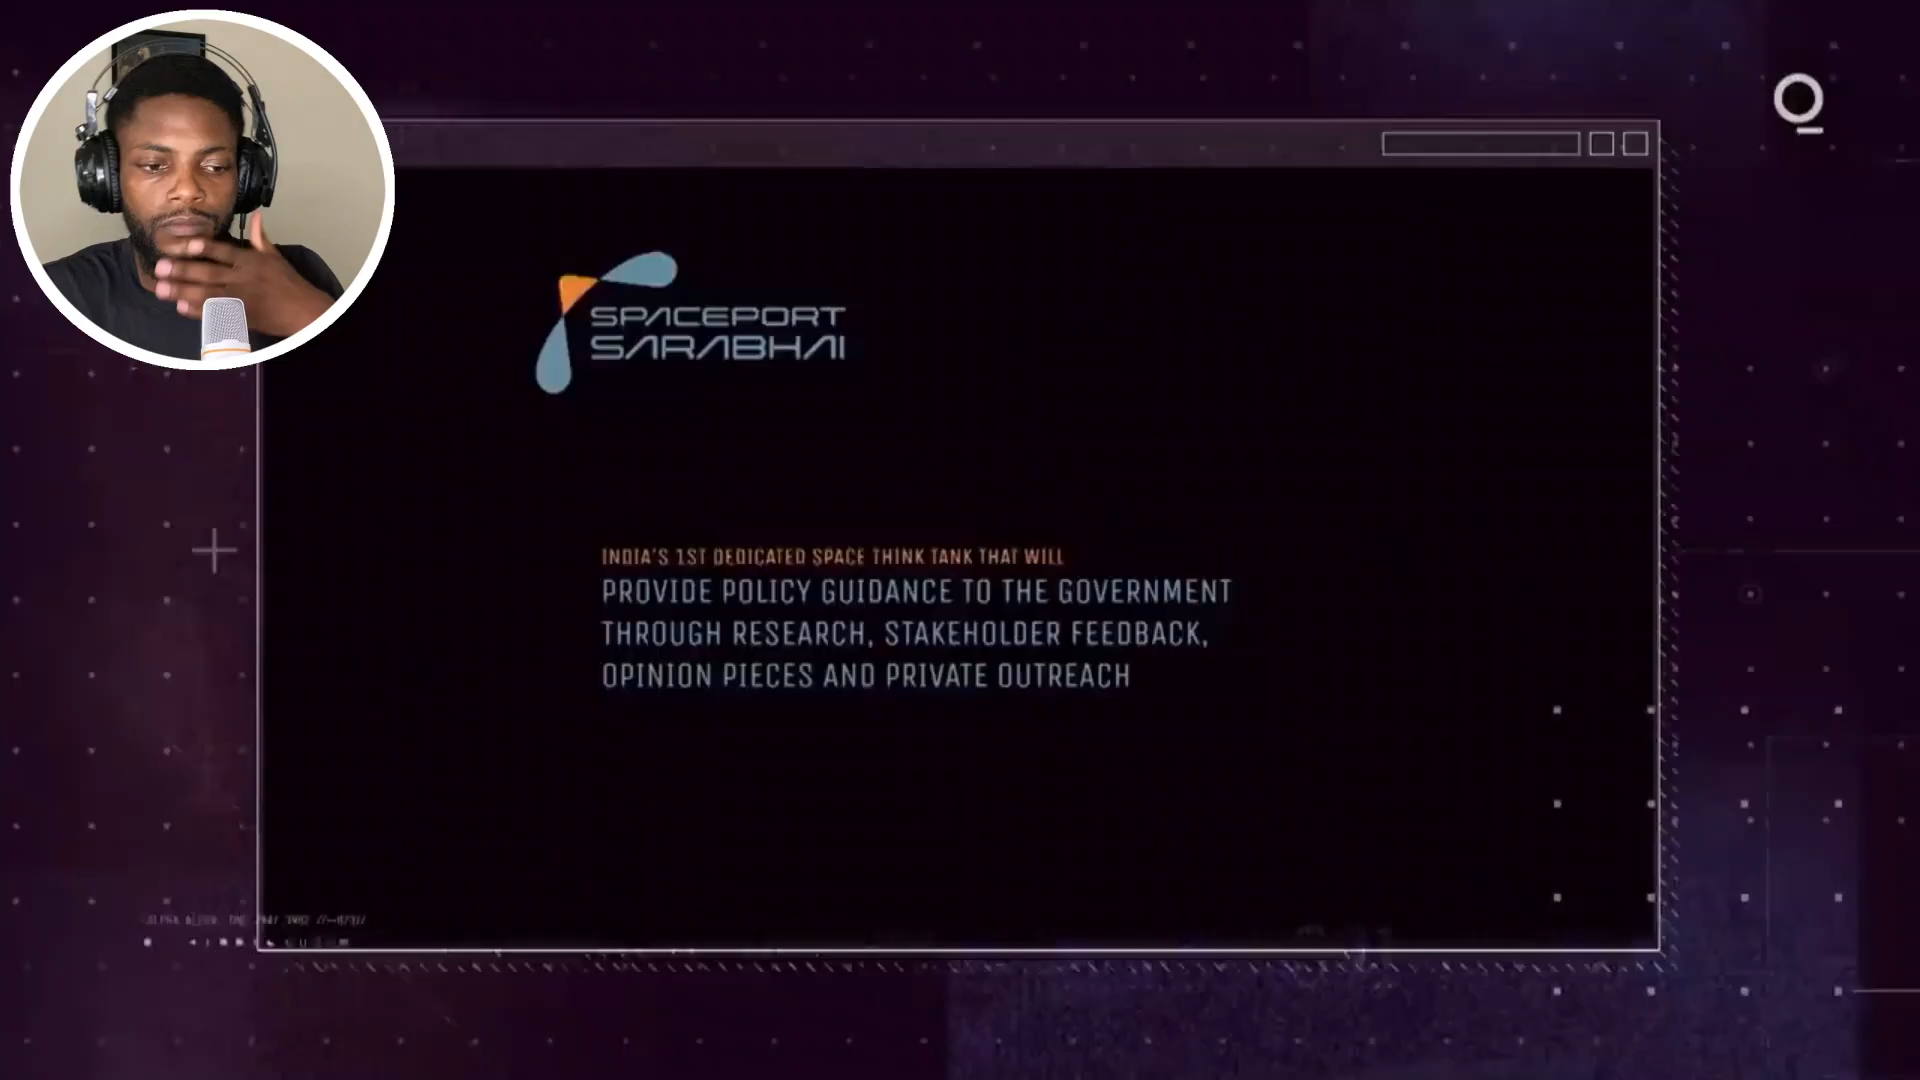 SPACEPORT
SARABHAI
INDIA'S 1ST DEDICATED SPACE THINK TANK THAT WILL
PROVIDE POLICY GUIDANCE TO THE GOVERNMENT
THROUGH RESEARCH, STAKEHOLDER FEEDBACK,
OPINION PIECES AND PRIVATE OUTREACH